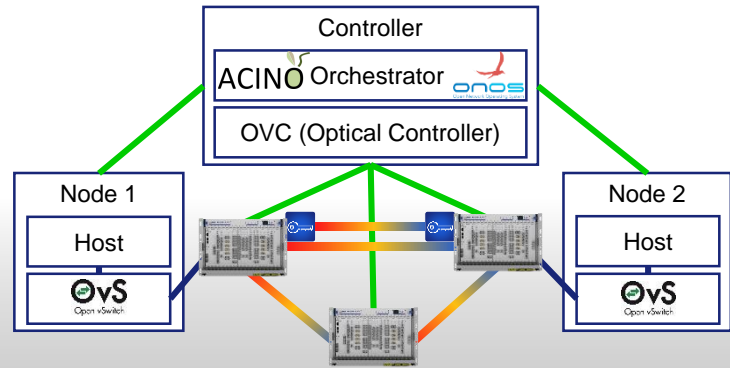 Controller
ACINO Orchestrator
onos
Open Network Operating System
OVC (Optical Controller)
Node 1
Node 2
Host
Host
OvS
OvS
Open vSwitch
Open vSwitch